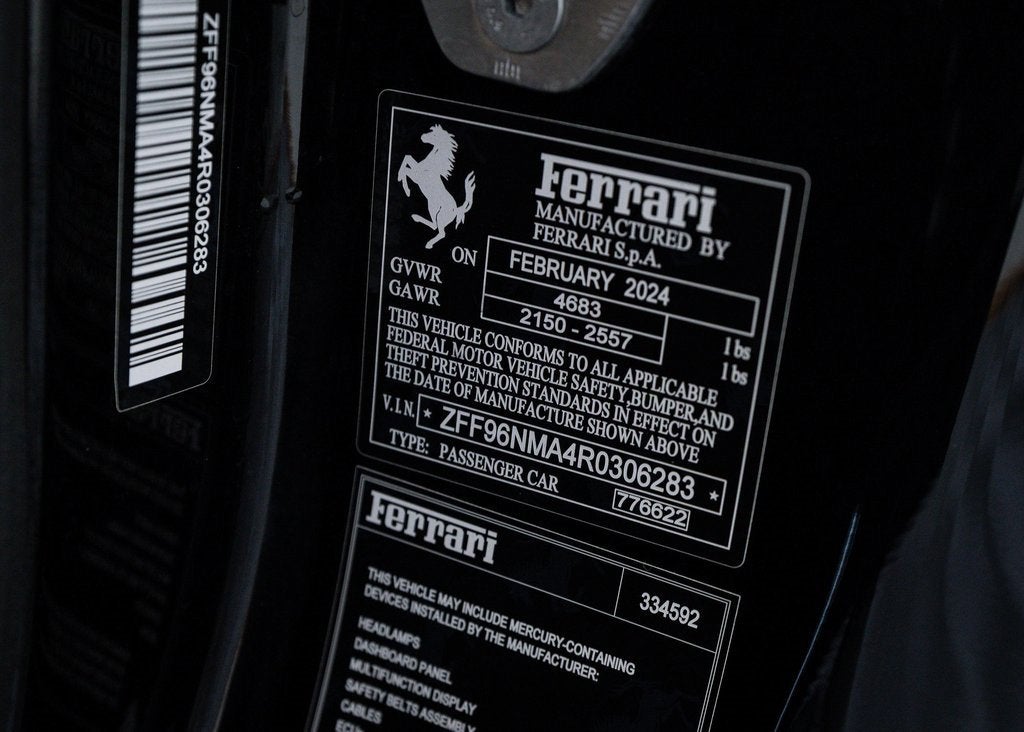 ZFF96NMA4R0306283
Ferrari
MANUFACTURED BY
FERRARI S.p.A.
ON FEBRUARY 2024
GVWR 4683 lbs
GAWR 2150 - 2557 lbs
THIS VEHICLE CONFORMS TO ALL APPLICABLE
FEDERAL MOTOR VEHICLE SAFETY,BUMPER,AND
THEFT PREVENTION STANDARDS IN EFFECT ON
THE DATE OF MANUFACTURE SHOWN ABOVE
V.I.N. * ZFF96NMA4R0306283 *
TYPE: PASSENGER CAR 776622
Ferrari 334592
THIS VEHICLE MAY INCLUDE MERCURY-CONTAINING
DEVICES INSTALLED BY THE MANUFACTURER:
HEADLAMPS
DASHBOARD PANEL
MULTIFUNCTION DISPLAY
SAFETY BELTS ASSEMBLY
CABLES